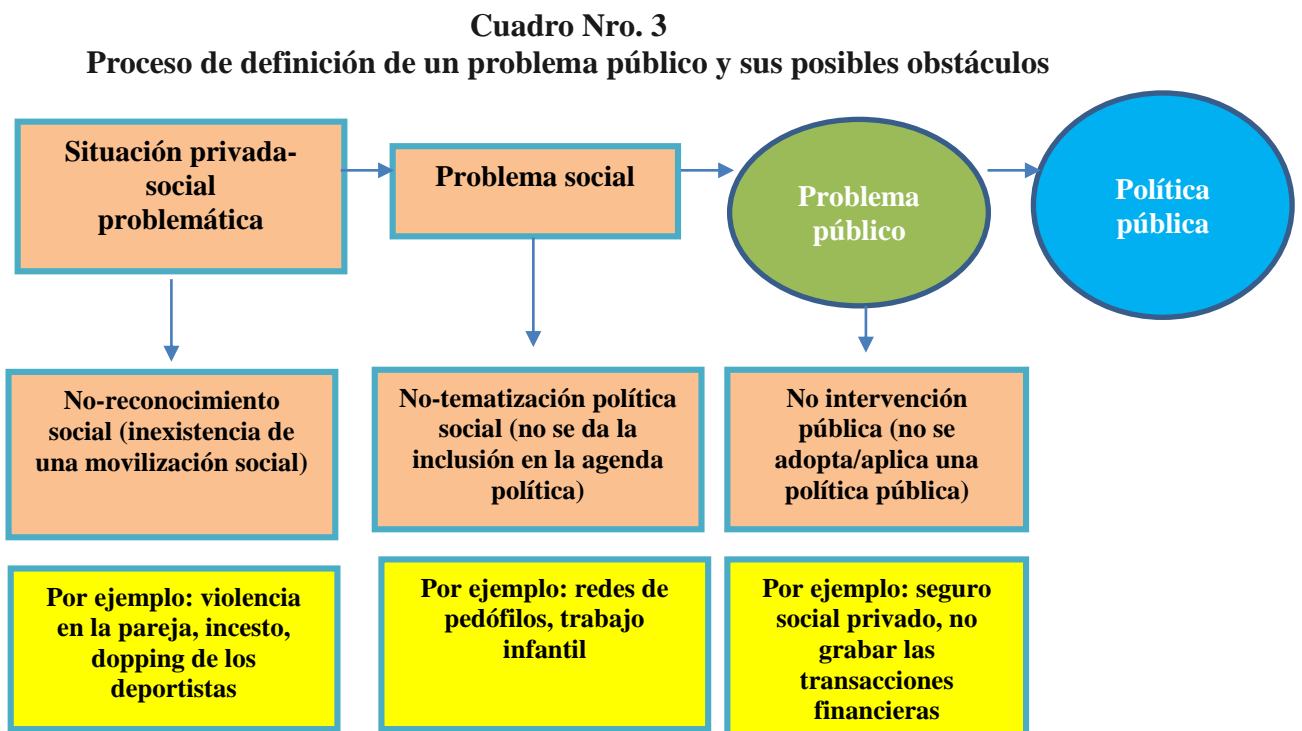 Cuadro Nro. 3
Proceso de definición de un problema público y sus posibles obstáculos
Situación privada-
social
problemática
Problema social
Problema
público
Política
pública
No-reconocimiento
social (inexistencia de
una movilización social)
No-tematización política
social (no se da la
inclusión en la agenda
política)
No intervención
pública (no se
adopta/aplica una
política pública)
Por ejemplo: violencia
en la pareja, incesto,
dopping de los
deportistas
Por ejemplo: redes de
pedófilos, trabajo
infantil
Por ejemplo: seguro
social privado, no
grabar las
transacciones
financieras